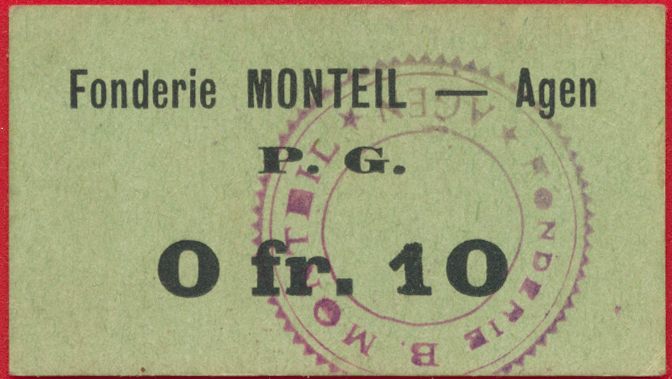 Fonderie MONTEIL — Agen
P. G.
0 fr. 10
FONDERIE B. MONTEIL
★ AGEN ★